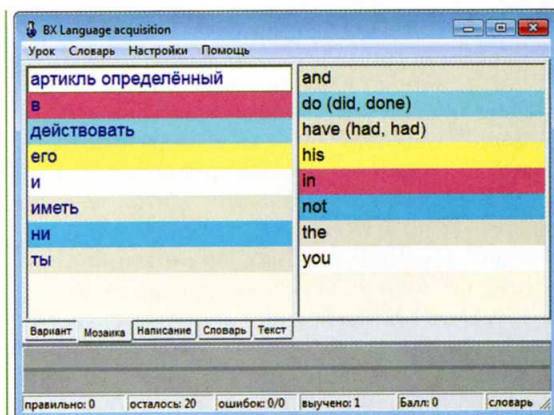 BX Language acquisition
Урок Словарь Настройки Помощь
артикль определённый
в
действовать
его
и
иметь
ни
ты
and
do (did, done)
have (had, had)
his
in
not
the
you
Вариант Мозаика Написание Словарь Текст
правильно: 0 осталось: 20 ошибок: 0/0 выучено: 1 Балл: 0 словарь